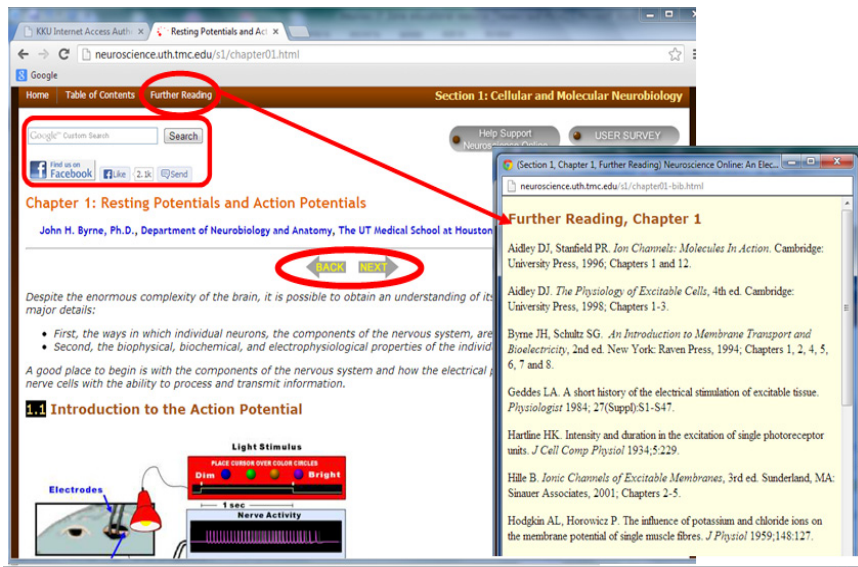 KKU Internet Access Auth
Resting Potentials and Act
neuroscience.uth.tmc.edu/s1/chapter01.html
Google
Home Table of Contents Further Reading
Section 1: Cellular and Molecular Neurobiology
Google™ Custom Search Search
Help Support
Neuroscience Online
USER SURVEY
Find us on
Facebook Like 2.1k Send
Chapter 1: Resting Potentials and Action Potentials
John H. Byrne, Ph.D., Department of Neurobiology and Anatomy, The UT Medical School at Houston
BACK NEXT
Despite the enormous complexity of the brain, it is possible to obtain an understanding of its
major details:
• First, the ways in which individual neurons, the components of the nervous system, are
• Second, the biophysical, biochemical, and electrophysiological properties of the individ
A good place to begin is with the components of the nervous system and how the electrical p
nerve cells with the ability to process and transmit information.
1.1 Introduction to the Action Potential
Light Stimulus
PLACE CURSOR OVER COLOR CIRCLES
Dim Bright
1 sec
Electrodes
Nerve Activity
(Section 1, Chapter 1, Further Reading) Neuroscience Online: An Elec...
neuroscience.uth.tmc.edu/s1/chapter01-bib.html
Further Reading, Chapter 1
Aidley DJ, Stanfield PR. Ion Channels: Molecules In Action. Cambridge:
University Press, 1996; Chapters 1 and 12.
Aidley DJ. The Physiology of Excitable Cells, 4th ed. Cambridge:
University Press, 1998; Chapters 1-3.
Byrne JH, Schultz SG. An Introduction to Membrane Transport and
Bioelectricity, 2nd ed. New York: Raven Press, 1994; Chapters 1, 2, 4, 5,
6, 7 and 8.
Geddes LA. A short history of the electrical stimulation of excitable tissue.
Physiologist 1984; 27(Suppl):S1-S47.
Hartline HK. Intensity and duration in the excitation of single photoreceptor
units. J Cell Comp Physiol 1934;5:229.
Hille B. Ionic Channels of Excitable Membranes, 3rd ed. Sunderland, MA:
Sinauer Associates, 2001; Chapters 2-5.
Hodgkin AL, Horowicz P. The influence of potassium and chloride ions on
the membrane potential of single muscle fibres. J Physiol 1959;148:127.